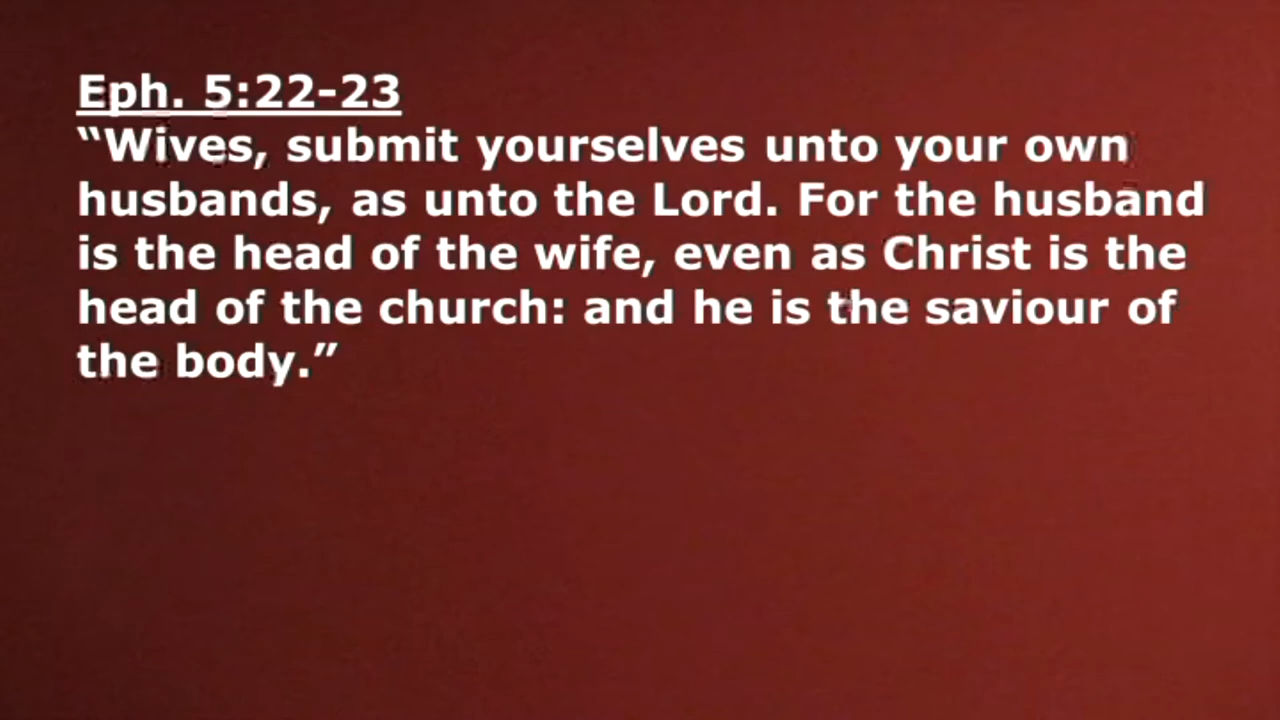 Eph. 5:22-23
“Wives, submit yourselves unto your own
husbands, as unto the Lord. For the husband
is the head of the wife, even as Christ is the
head of the church: and he is the saviour of
the body.”